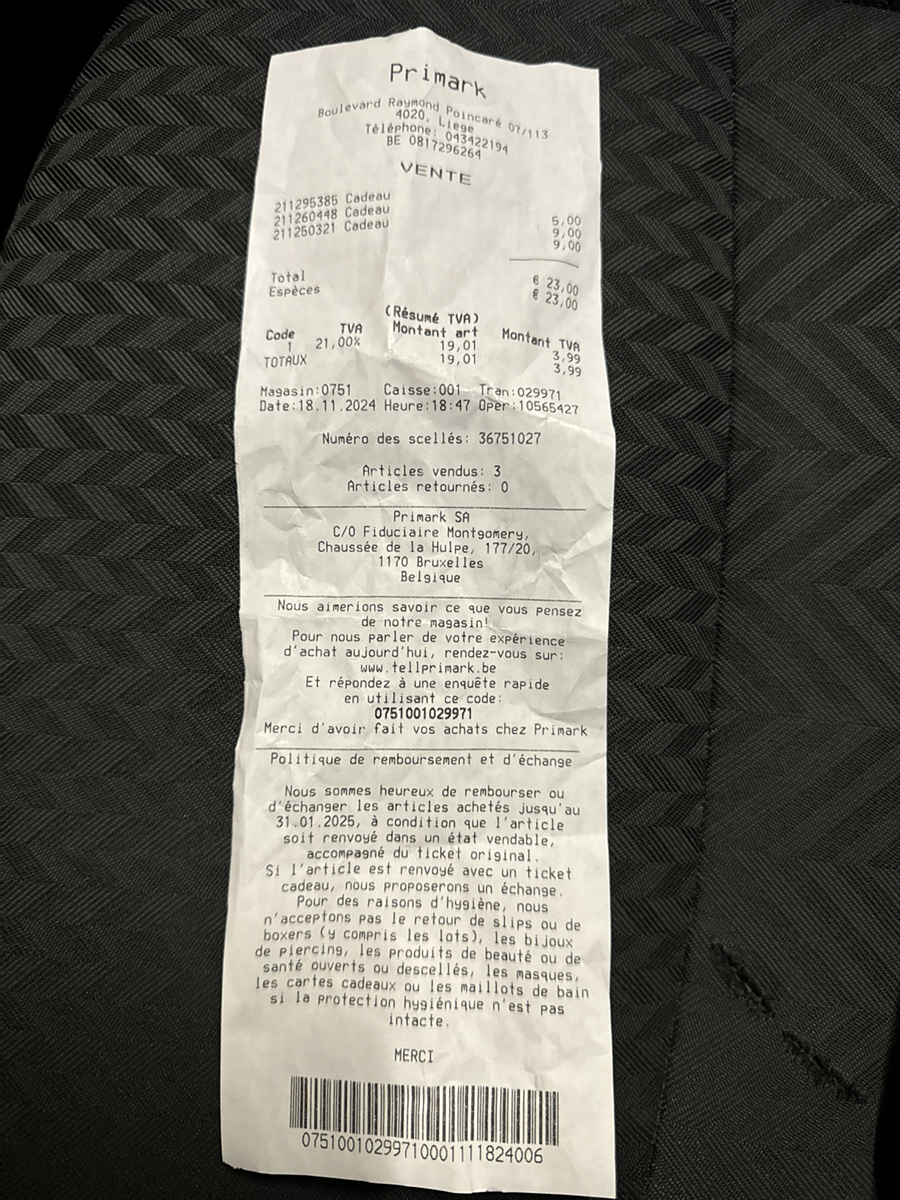 Primark
Boulevard Raymond Poincaré 07/113
4020, Liege
Téléphone: 043422194
BE 0817296264
VENTE
211295385 Cadeau 5,00
211260448 Cadeau 9,00
211250321 Cadeau 9,00
Total € 23,00
Espèces € 23,00
(Résumé TVA)
Code TVA Montant art Montant TVA
1 21,00% 19,01 3,99
TOTAUX 19,01 3,99
Magasin:0751 Caisse:001 Tran:029971
Date:18.11.2024 Heure:18:47 Oper:10565427
Numéro des scellés: 36751027
Articles vendus: 3
Articles retournés: 0
Primark SA
C/O Fiduciaire Montgomery,
Chaussée de la Hulpe, 177/20,
1170 Bruxelles
Belgique
Nous aimerions savoir ce que vous pensez
de notre magasin!
Pour nous parler de votre expérience
d'achat aujourd'hui, rendez-vous sur:
www.tellprimark.be
Et répondez à une enquête rapide
en utilisant ce code:
0751001029971
Merci d'avoir fait vos achats chez Primark
Politique de remboursement et d'échange
Nous sommes heureux de rembourser ou
d'échanger les articles achetés jusqu'au
31.01.2025, à condition que l'article
soit renvoyé dans un état vendable,
accompagné du ticket original.
Si l'article est renvoyé avec un ticket
cadeau, nous proposerons un échange.
Pour des raisons d'hygiène, nous
n'acceptons pas le retour de slips ou de
boxers (y compris les lots), les bijoux
de piercing, les produits de beauté ou de
santé ouverts ou descellés, les masques,
les cartes cadeaux ou les maillots de bain
si la protection hygiénique n'est pas
intacte.
MERCI
07510010299710001111824006